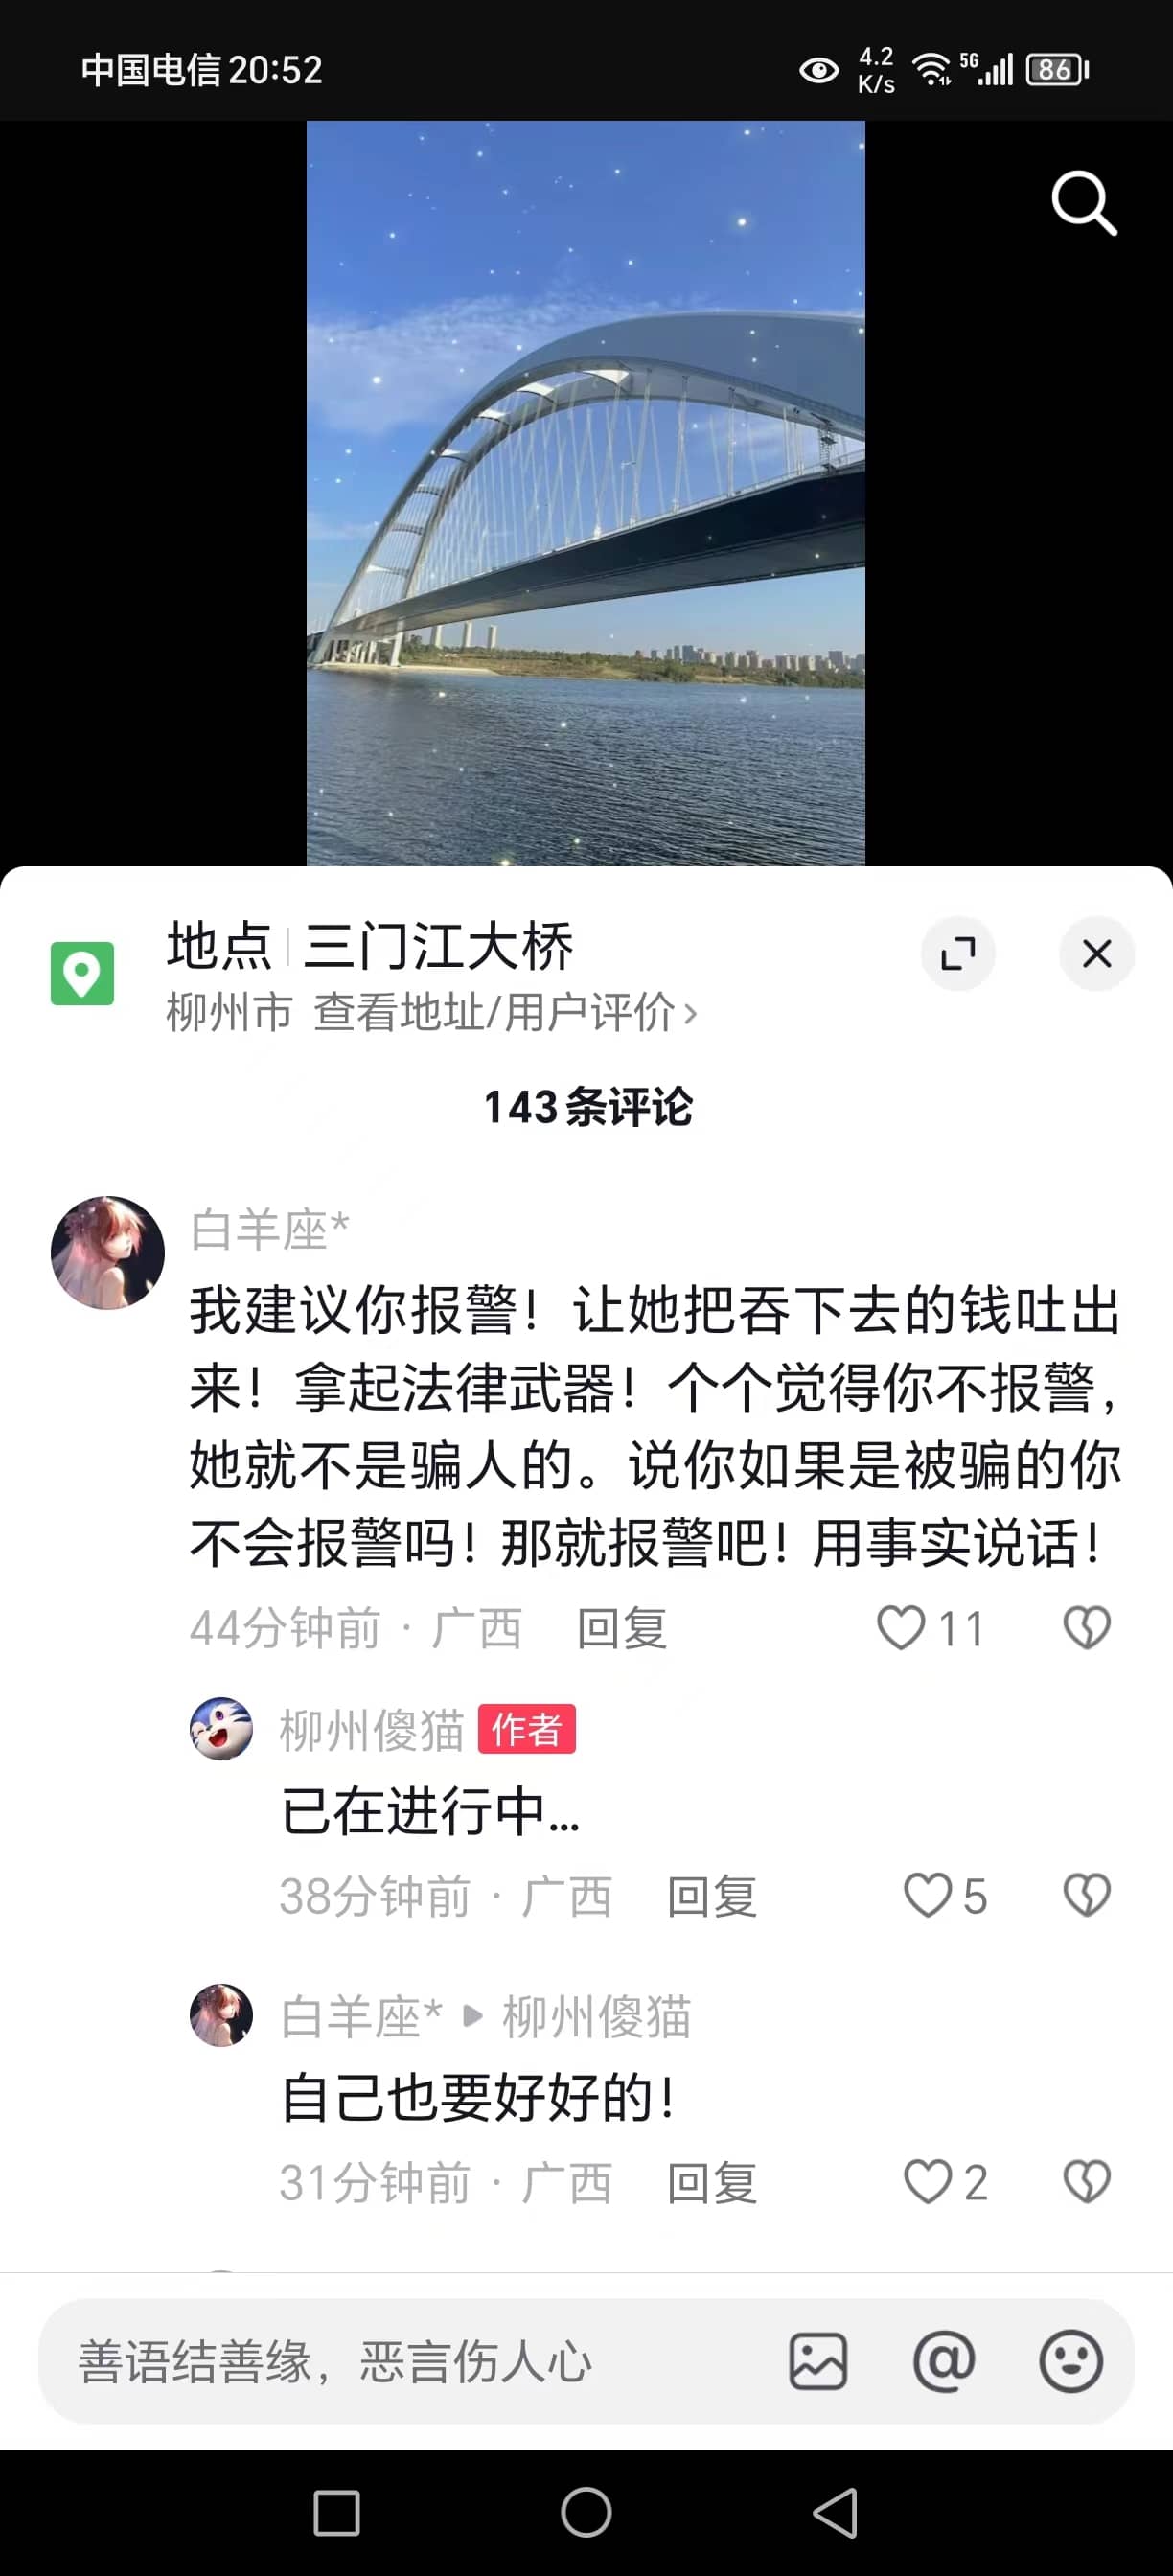 中国电信 20:52
4.2
K/s
5G
86
地点 三门江大桥
柳州市 查看地址/用户评价
143条评论
白羊座*
我建议你报警！让她把吞下去的钱吐出
来！拿起法律武器！个个觉得你不报警，
她就不是骗人的。说你如果是被骗的你
不会报警吗！那就报警吧！用事实说话！
44分钟前 · 广西 回复 11
柳州傻猫 作者
已在进行中...
38分钟前 · 广西 回复 5
白羊座* 柳州傻猫
自己也要好好的！
31分钟前 · 广西 回复 2
善语结善缘，恶言伤人心